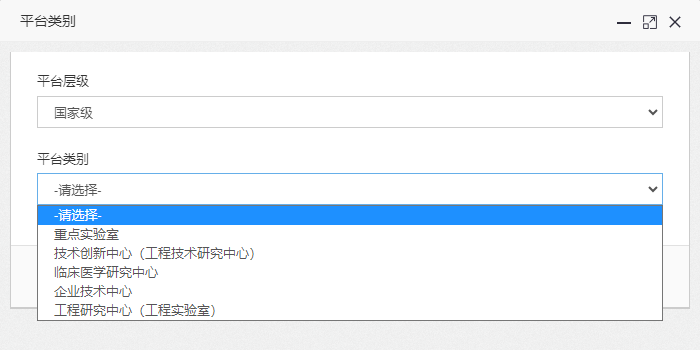 平台类别
平台层级
国家级
平台类别
-请选择-
-请选择-
重点实验室
技术创新中心（工程技术研究中心）
临床医学研究中心
企业技术中心
工程研究中心（工程实验室）